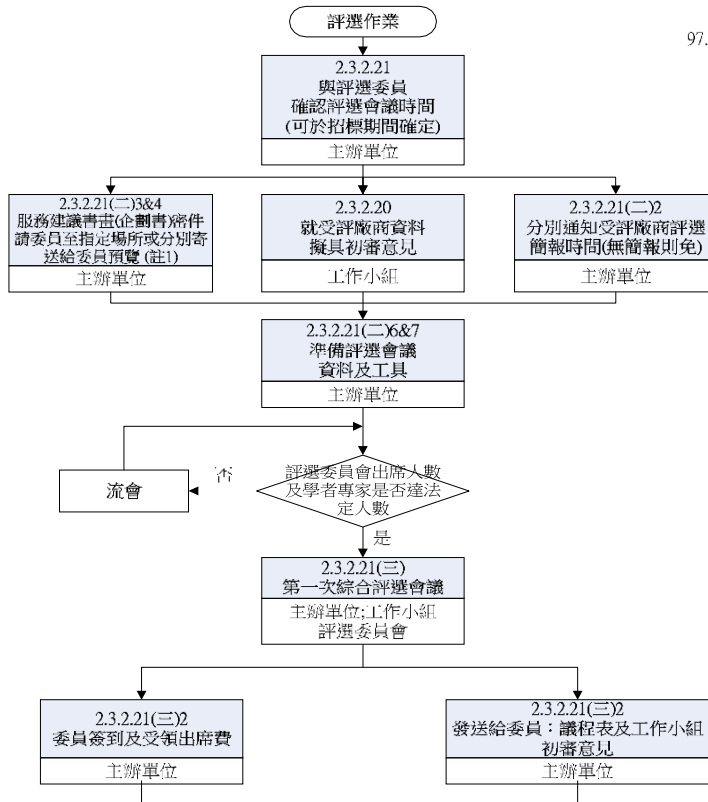 評選作業
97.
2.3.2.21
與評選委員
確認評選會議時間
(可於招標期間確定)
主辦單位
2.3.2.21(二)3&4
服務建議書畫(企劃書)密件
請委員至指定場所或分別寄
送給委員預覽 (註1)
主辦單位
2.3.2.20
就受評廠商資料
擬具初審意見
工作小組
2.3.2.21(二)2
分別通知受評廠商評選
簡報時間(無簡報則免)
主辦單位
2.3.2.21(二)6&7
準備評選會議
資料及工具
主辦單位
評選委員會出席人數
及學者專家是否達法
定人數
否
流會
是
2.3.2.21(三)
第一次綜合評選會議
主辦單位;工作小組
評選委員會
2.3.2.21(三)2
委員簽到及受領出席費
主辦單位
2.3.2.21(三)2
發送給委員：議程表及工作小組
初審意見
主辦單位